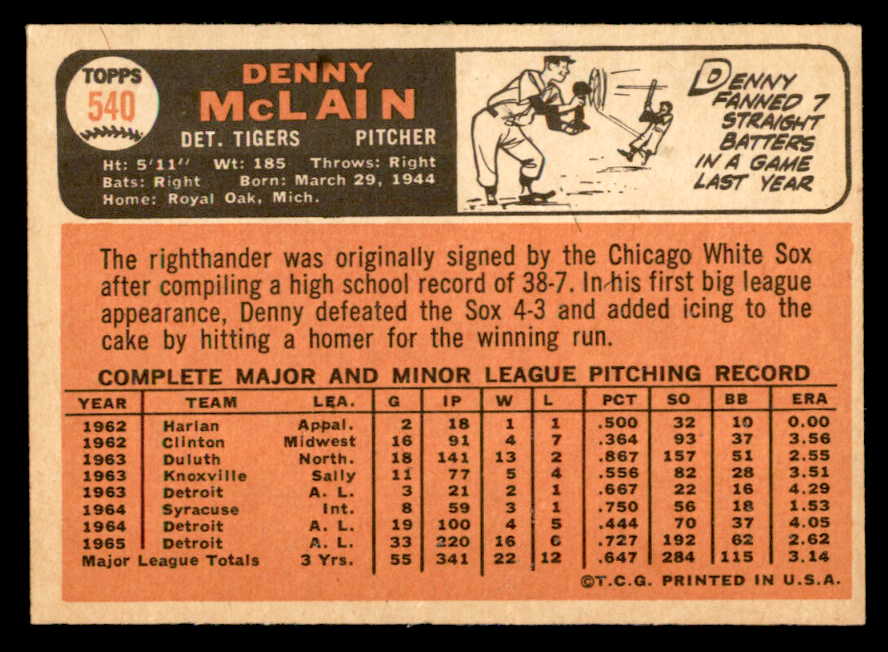 TOPPS
540
DENNY
McLAIN
DET. TIGERS PITCHER
Ht: 5'11" Wt: 185 Throws: Right
Bats: Right Born: March 29, 1944
Home: Royal Oak, Mich.
DENNY
FANNED 7
STRAIGHT
BATTERS
IN A GAME
LAST YEAR
The righthander was originally signed by the Chicago White Sox
after compiling a high school record of 38-7. In his first big league
appearance, Denny defeated the Sox 4-3 and added icing to the
cake by hitting a homer for the winning run.
COMPLETE MAJOR AND MINOR LEAGUE PITCHING RECORD
YEAR TEAM LEA. G IP W L PCT SO BB ERA
1962 Harlan Appal. 2 18 1 1 .500 32 10 0.00
1962 Clinton Midwest 16 91 4 7 .364 93 37 3.56
1963 Duluth North. 18 141 13 2 .867 157 51 2.55
1963 Knoxville Sally 11 77 5 4 .556 82 28 3.51
1963 Detroit A. L. 3 21 2 1 .667 22 16 4.29
1964 Syracuse Int. 8 59 3 1 .750 56 18 1.53
1964 Detroit A. L. 19 100 4 5 .444 70 37 4.05
1965 Detroit A. L. 33 220 16 6 .727 192 62 2.62
Major League Totals 3 Yrs. 55 341 22 12 .647 284 115 3.14
©T.C.G. PRINTED IN U.S.A.